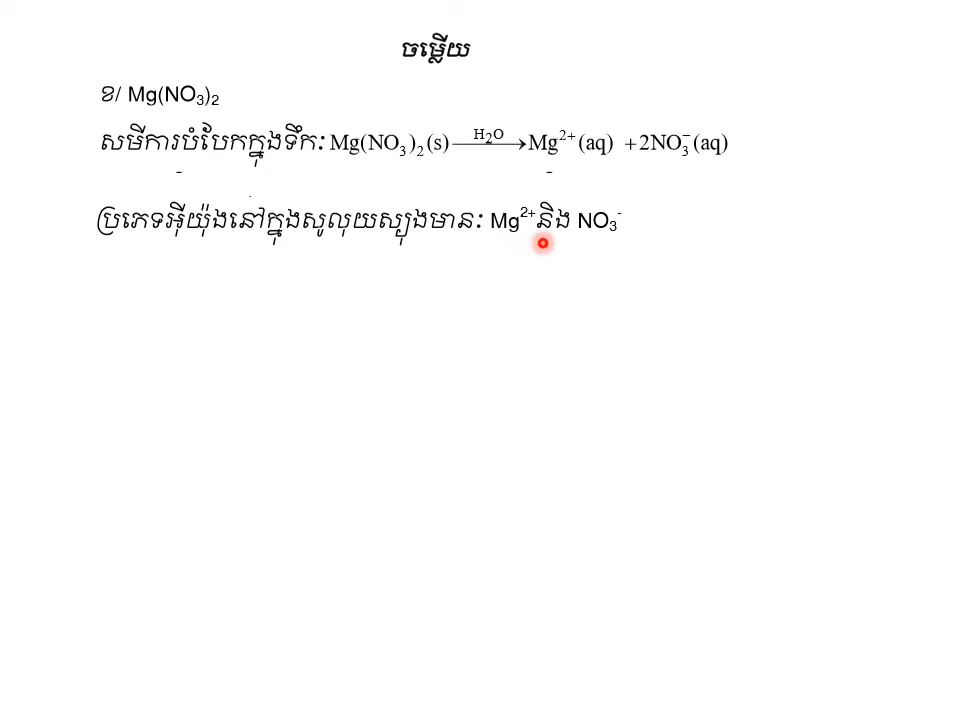 ចម្លើយ
ខ/ Mg(NO₃)₂
សមីការបំបែកក្នុងទឹក: Mg(NO₃)₂(s) —H₂O→ Mg²⁺(aq) + 2NO₃⁻(aq)
ប្រភេទអ៊ីយ៉ុងនៅក្នុងសូលុយស្យុងមាន: Mg²⁺ និង NO₃⁻